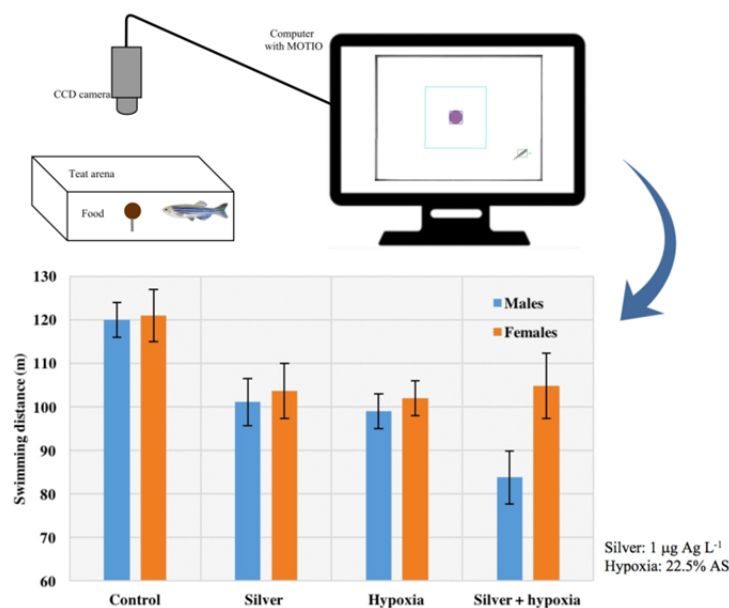 Computer
with MOTIO
CCD camera
Teat arena
Food
130
120
110
100
90
80
70
60
Swimming distance (m)
Males
Females
Control
Silver
Hypoxia
Silver + hypoxia
Silver: 1 µg Ag L⁻¹
Hypoxia: 22.5% AS